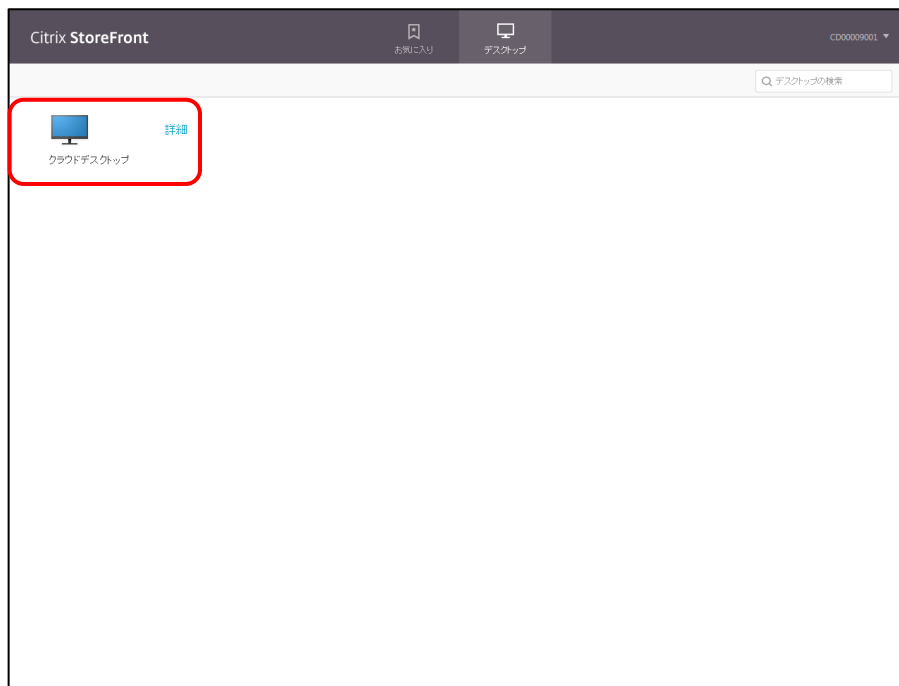 Citrix StoreFront
お気に入り
デスクトップ
CD00009001
デスクトップの検索
詳細
クラウドデスクトップ